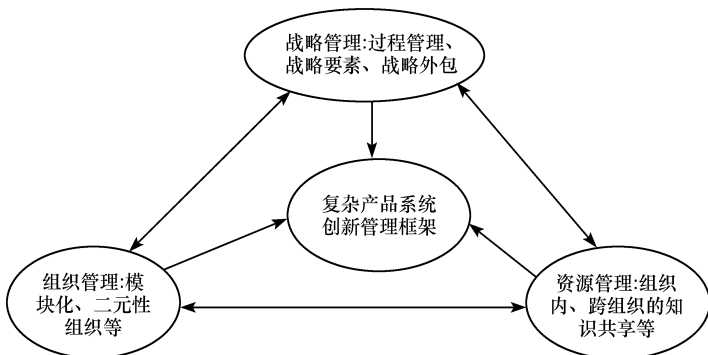 战略管理:过程管理、
战略要素、战略外包
复杂产品系统
创新管理框架
组织管理:模
块化、二元性
组织等
资源管理:组织
内、跨组织的知
识共享等